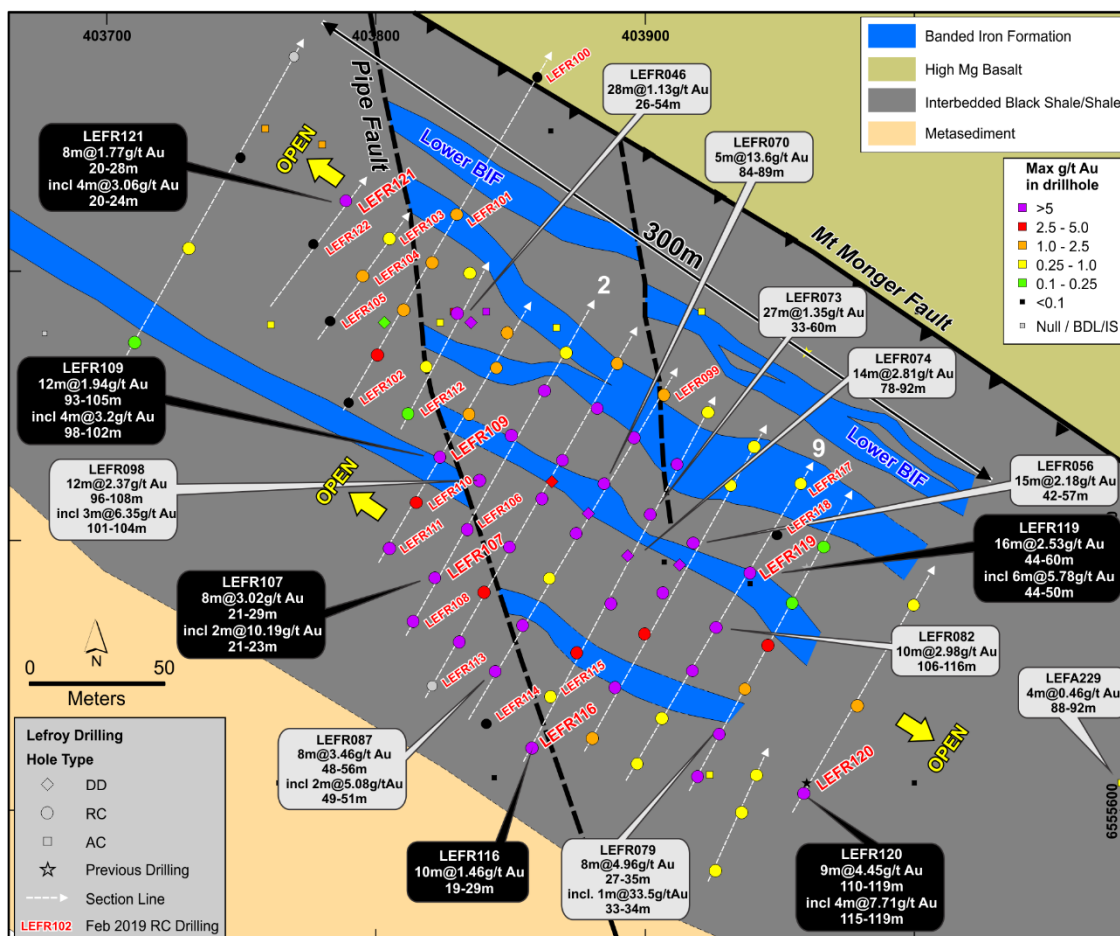 403700
403800
403900
Banded Iron Formation
High Mg Basalt
Interbedded Black Shale/Shale
Metasediment
Max g/t Au
in drillhole
>5
2.5 - 5.0
1.0 - 2.5
0.25 - 1.0
0.1 - 0.25
<0.1
Null / BDL/IS
Pipe Fault
LEFR100
LEFR046
28m@1.13g/t Au
26-54m
LEFR070
5m@13.6g/t Au
84-89m
LEFR121
8m@1.77g/t Au
20-28m
incl 4m@3.06g/t Au
20-24m
OPEN
Lower BIF
LEFR121
LEFR122
LEFR103
LEFR101
LEFR104
LEFR105
300m
Mt Monger Fault
2
LEFR073
27m@1.35g/t Au
33-60m
LEFR074
14m@2.81g/t Au
78-92m
LEFR102
LEFR112
LEFR099
LEFR109
12m@1.94g/t Au
93-105m
incl 4m@3.2g/t Au
98-102m
LEFR109
9
Lower BIF
LEFR098
12m@2.37g/t Au
96-108m
incl 3m@6.35g/t Au
101-104m
OPEN
LEFR110
LEFR106
LEFR111
LEFR117
LEFR118
LEFR056
15m@2.18g/t Au
42-57m
LEFR107
LEFR119
LEFR119
16m@2.53g/t Au
44-60m
incl 6m@5.78g/t Au
44-50m
LEFR107
8m@3.02g/t Au
21-29m
incl 2m@10.19g/t Au
21-23m
LEFR108
LEFR082
10m@2.98g/t Au
106-116m
LEFR113
LEFR115
LEFR114
LEFR116
LEFA229
4m@0.46g/t Au
88-92m
N
0
50
Meters
OPEN
LEFR120
6555600
Lefroy Drilling
Hole Type
DD
RC
AC
Previous Drilling
Section Line
LEFR102
Feb 2019 RC Drilling
LEFR087
8m@3.46g/t Au
48-56m
incl 2m@5.08g/tAu
49-51m
LEFR116
10m@1.46g/t Au
19-29m
LEFR079
8m@4.96g/t Au
27-35m
incl. 1m@33.5g/tAu
33-34m
LEFR120
9m@4.45g/t Au
110-119m
incl 4m@7.71g/t Au
115-119m